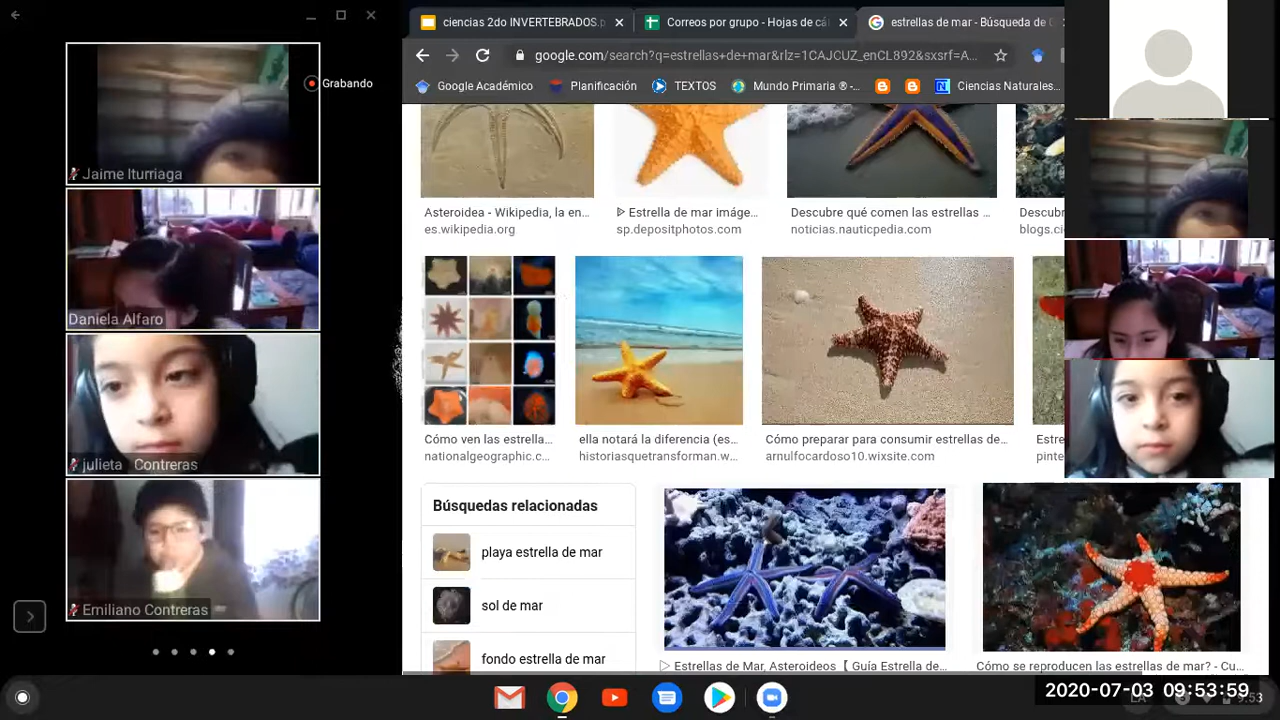 Grabando
Jaime Iturriaga
Daniela Alfaro
julieta Contreras
Emiliano Contreras
ciencias 2do INVERTEBRADOS.p
Correos por grupo - Hojas de cál
estrellas de mar - Búsqueda de G
google.com/search?q=estrellas+de+mar&rlz=1CAJCUZ_enCL892&sxsrf=A...
Google Académico
Planificación
TEXTOS
Mundo Primaria ® -...
Ciencias Naturales...
Asteroidea - Wikipedia, la en...
es.wikipedia.org
Estrella de mar imáge...
sp.depositphotos.com
Descubre qué comen las estrellas ...
noticias.nauticpedia.com
Descubr
blogs.ci
Cómo ven las estrella...
nationalgeographic.c...
ella notará la diferencia (es...
historiasquetransforman.w...
Cómo preparar para consumir estrellas de...
arnulfocardoso10.wixsite.com
Estre
pinte
Búsquedas relacionadas
playa estrella de mar
sol de mar
fondo estrella de mar
Estrellas de Mar, Asteroideos【 Guía Estrella de...
Cómo se reproducen las estrellas de mar? - Cu...
2020-07-03 09:53:59
9:53